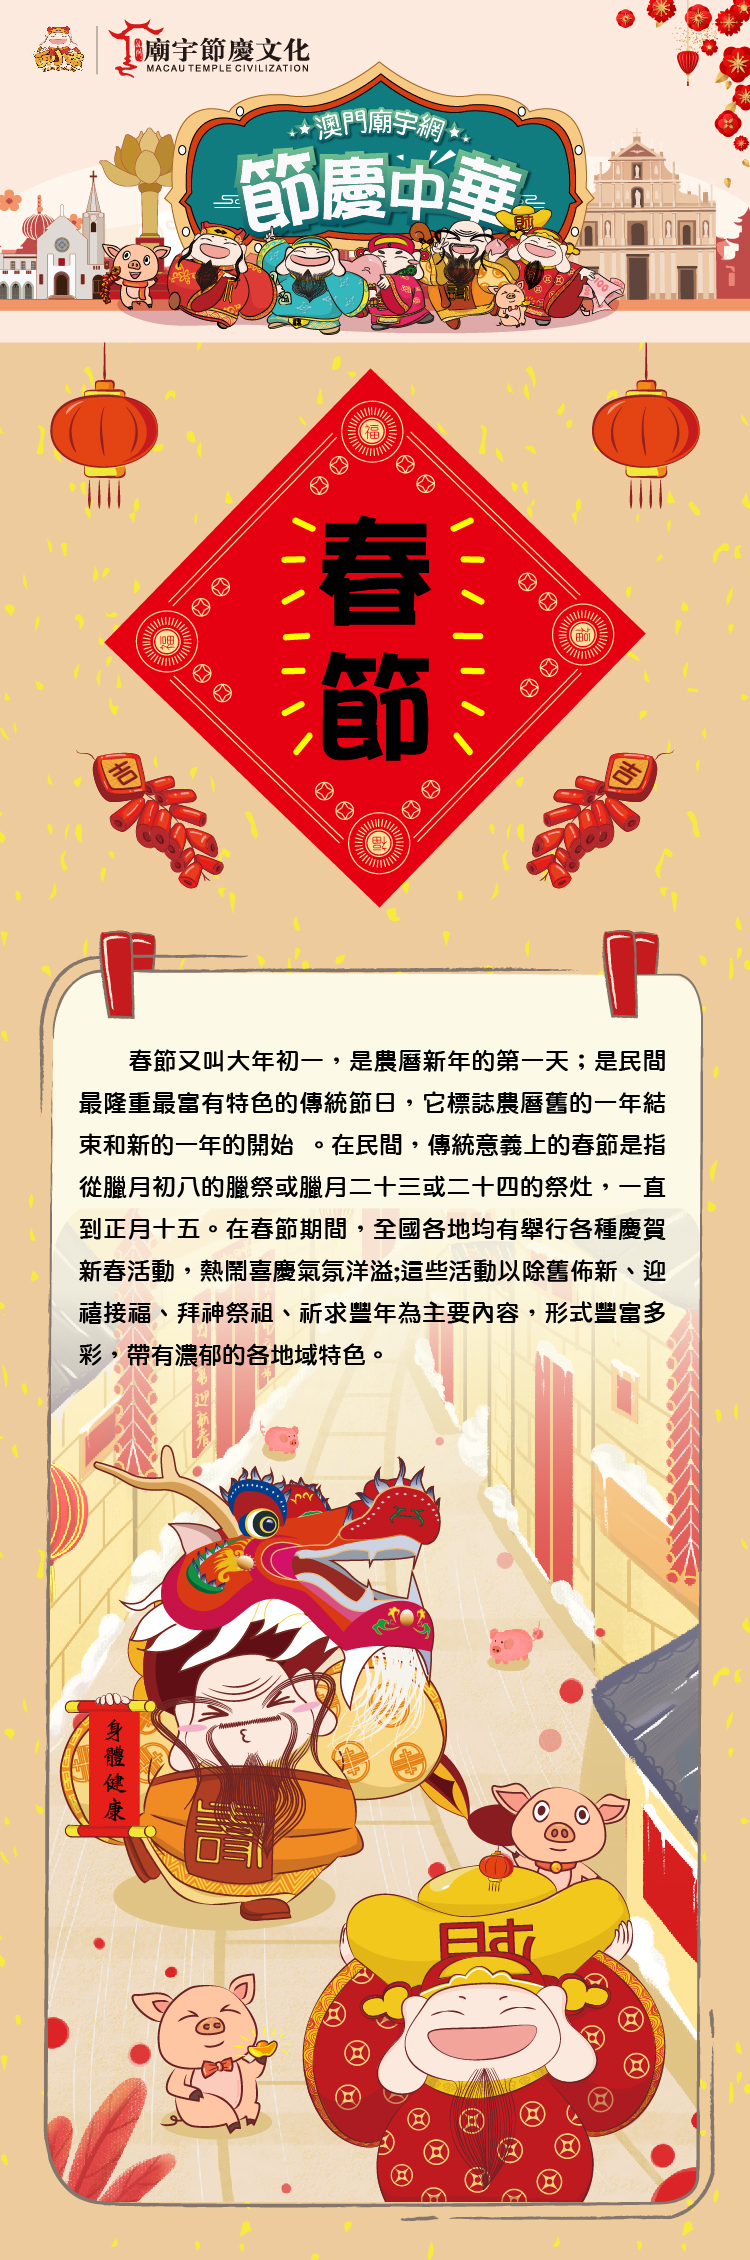 廟宇節慶文化
MACAU TEMPLE CIVILIZATION
澳門廟宇網
節慶中華
財
100
福
春節
福
福
福
吉
吉
春節又叫大年初一，是農曆新年的第一天；是民間
最隆重最富有特色的傳統節日，它標誌農曆舊的一年結
束和新的一年的開始 。在民間，傳統意義上的春節是指
從臘月初八的臘祭或臘月二十三或二十四的祭灶，一直
到正月十五。在春節期間，全國各地均有舉行各種慶賀
新春活動，熱鬧喜慶氣氛洋溢;這些活動以除舊佈新、迎
禧接福、拜神祭祖、祈求豐年為主要內容，形式豐富多
彩，帶有濃郁的各地域特色。
迎新春
身體健康
財